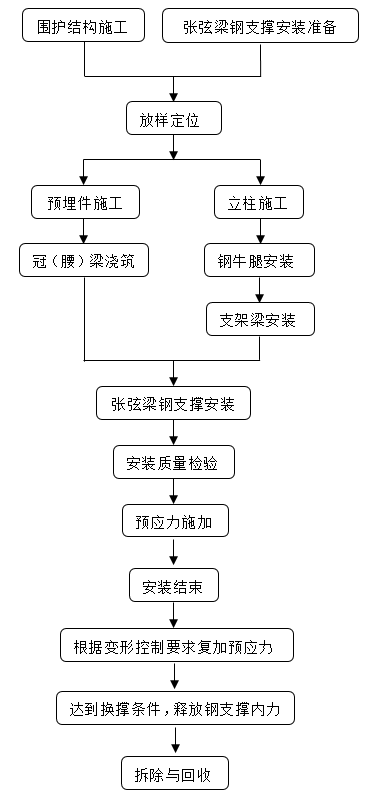 围护结构施工
张弦梁钢支撑安装准备
放样定位
预埋件施工
立柱施工
冠（腰）梁浇筑
钢牛腿安装
支架梁安装
张弦梁钢支撑安装
安装质量检验
预应力施加
安装结束
根据变形控制要求复加预应力
达到换撑条件，释放钢支撑内力
拆除与回收